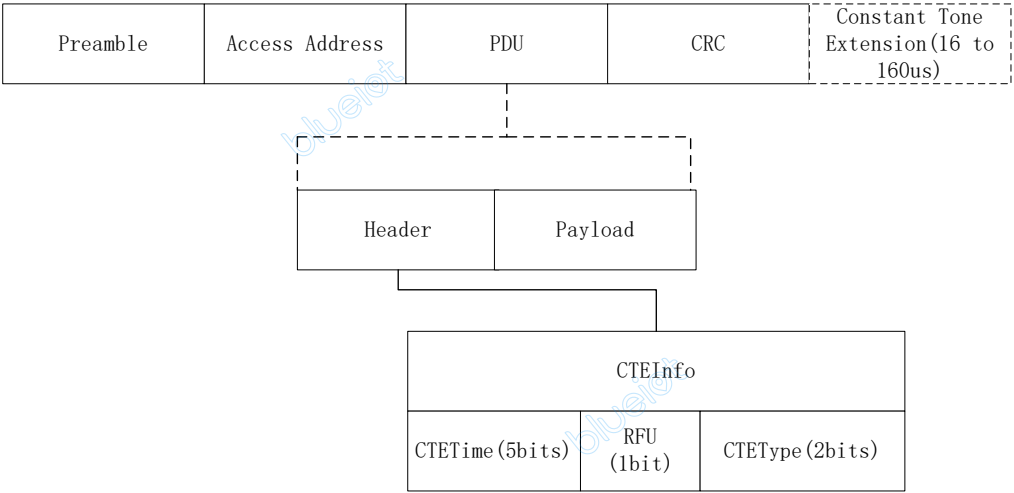 Preamble
Access Address
PDU
CRC
Constant Tone
Extension(16 to
160us)
blueiot
Header
Payload
CTEInfo
blueiot
CTETime(5bits)
RFU
(1bit)
CTEType(2bits)